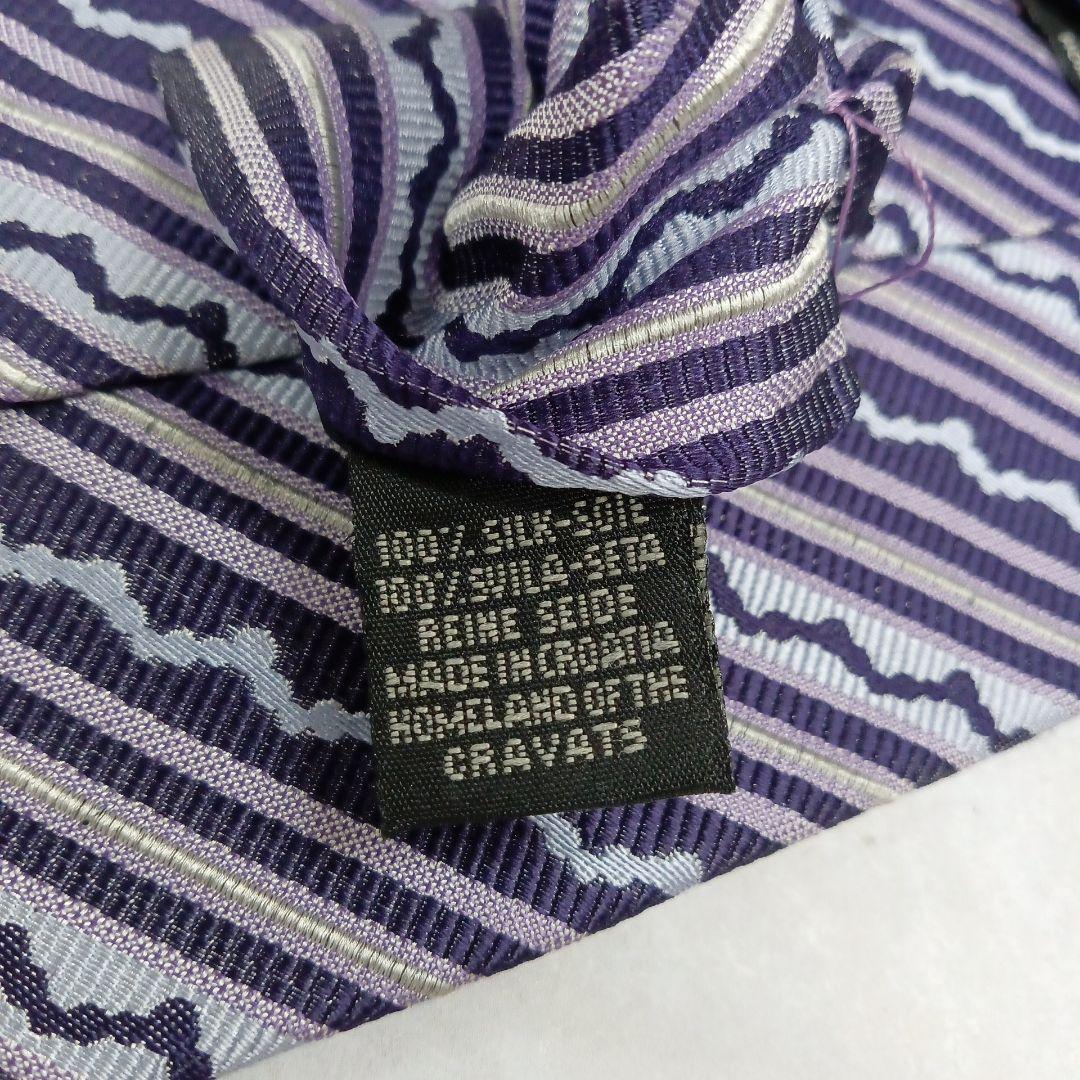 100% SILK-SOIE
100% SVILA-SETA
REINE SEIDE
MADE IN CROATIA
HOMELAND OF THE
CRAVATS